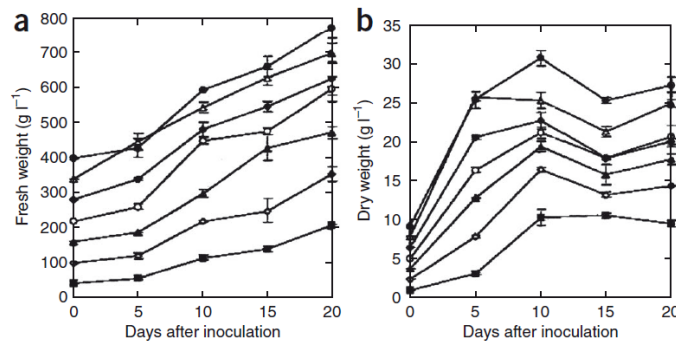 a
Fresh weight (g l⁻¹)
800
700
600
500
400
300
200
100
0
0 5 10 15 20
Days after inoculation
b
Dry weight (g l⁻¹)
35
30
25
20
15
10
5
0
0 5 10 15 20
Days after inoculation